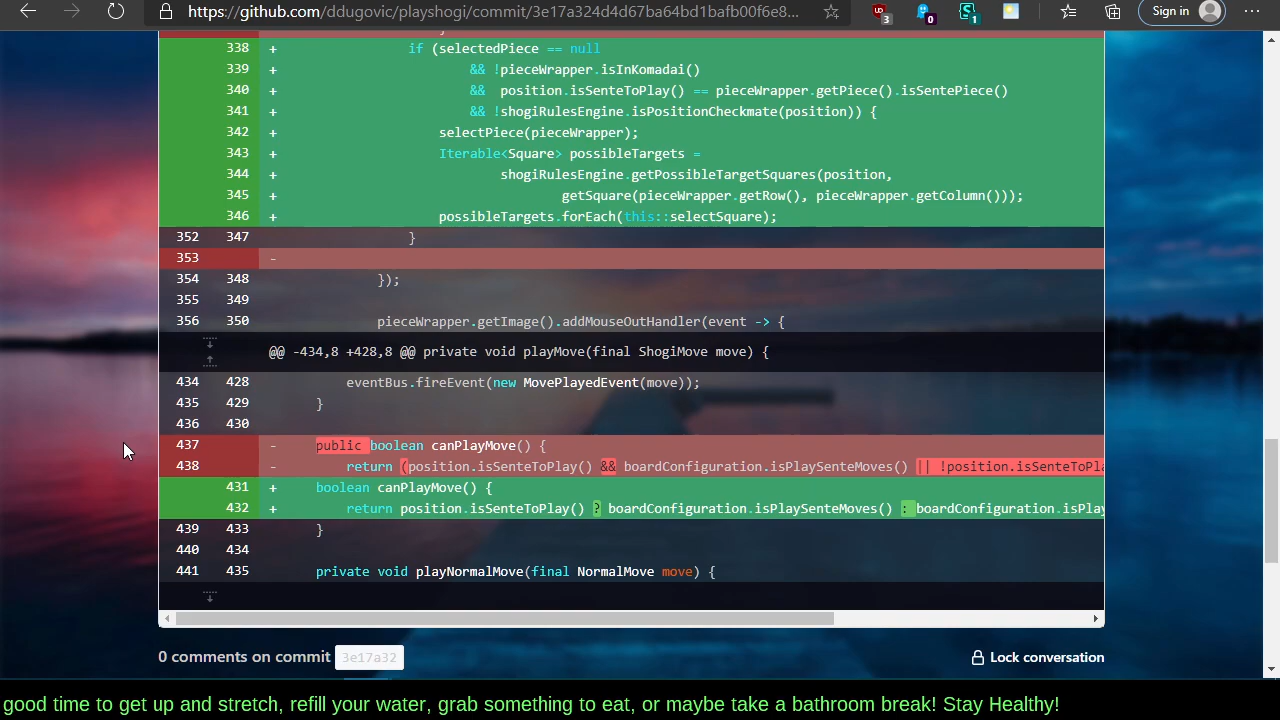 https://github.com/ddugovic/playshogi/commit/3e17a324d4d67ba64bd1bafb00f6e8...
3
0
1
Sign in
338 + if (selectedPiece == null
339 + && !pieceWrapper.isInKomadai()
340 + && position.isSenteToPlay() == pieceWrapper.getPiece().isSentePiece()
341 + && !shogiRulesEngine.isPositionCheckmate(position)) {
342 + selectPiece(pieceWrapper);
343 + Iterable<Square> possibleTargets =
344 + shogiRulesEngine.getPossibleTargetSquares(position,
345 + getSquare(pieceWrapper.getRow(), pieceWrapper.getColumn()));
346 + possibleTargets.forEach(this::selectSquare);
352 347 }
353 -
354 348 });
355 349
356 350 pieceWrapper.getImage().addMouseOutHandler(event -> {
@@ -434,8 +428,8 @@ private void playMove(final ShogiMove move) {
434 428 eventBus.fireEvent(new MovePlayedEvent(move));
435 429 }
436 430
437 - public boolean canPlayMove() {
438 - return (position.isSenteToPlay() && boardConfiguration.isPlaySenteMoves() || !position.isSenteToPla
431 + boolean canPlayMove() {
432 + return position.isSenteToPlay() ? boardConfiguration.isPlaySenteMoves() : boardConfiguration.isPlay
439 433 }
440 434
441 435 private void playNormalMove(final NormalMove move) {
0 comments on commit 3e17a32
Lock conversation
good time to get up and stretch, refill your water, grab something to eat, or maybe take a bathroom break! Stay Healthy!